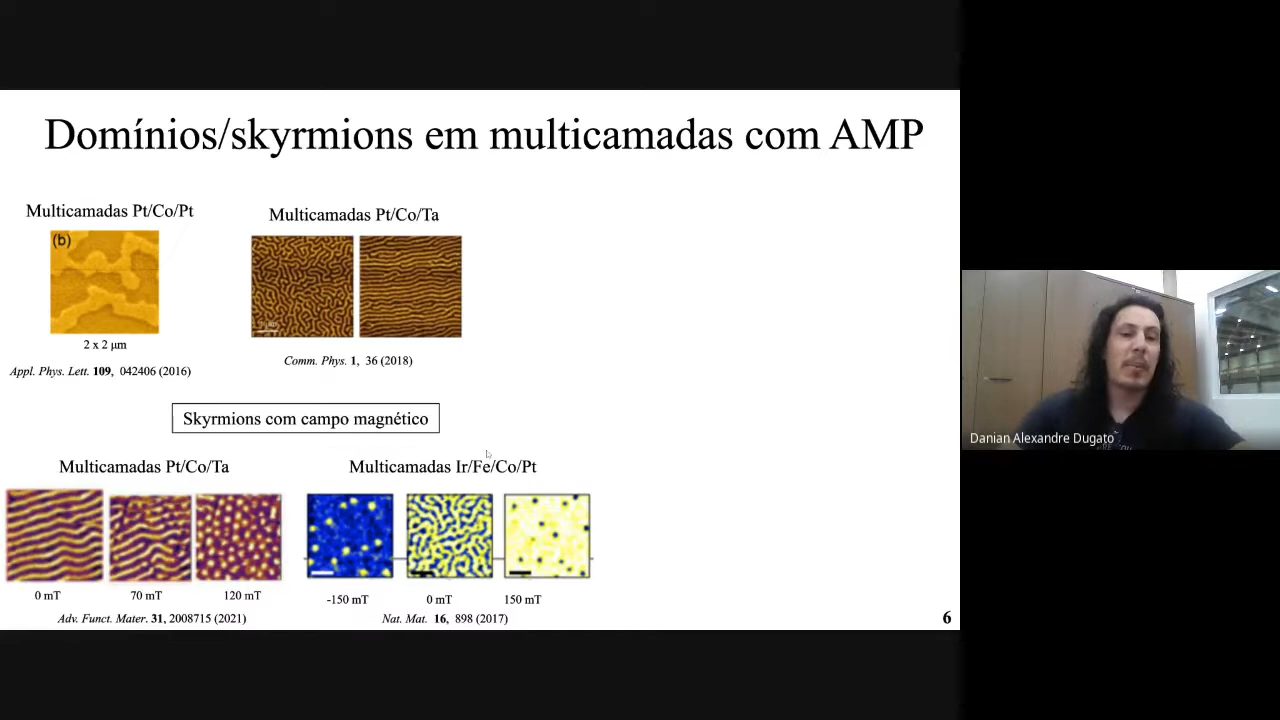 Domínios/skyrmions em multicamadas com AMP
Multicamadas Pt/Co/Pt
(b)
2 x 2 μm
Appl. Phys. Lett. 109, 042406 (2016)
Multicamadas Pt/Co/Ta
Comm. Phys. 1, 36 (2018)
Skyrmions com campo magnético
Multicamadas Pt/Co/Ta
0 mT 70 mT 120 mT
Adv. Funct. Mater. 31, 2008715 (2021)
Multicamadas Ir/Fe/Co/Pt
-150 mT 0 mT 150 mT
Nat. Mat. 16, 898 (2017)
6
Danian Alexandre Dugato